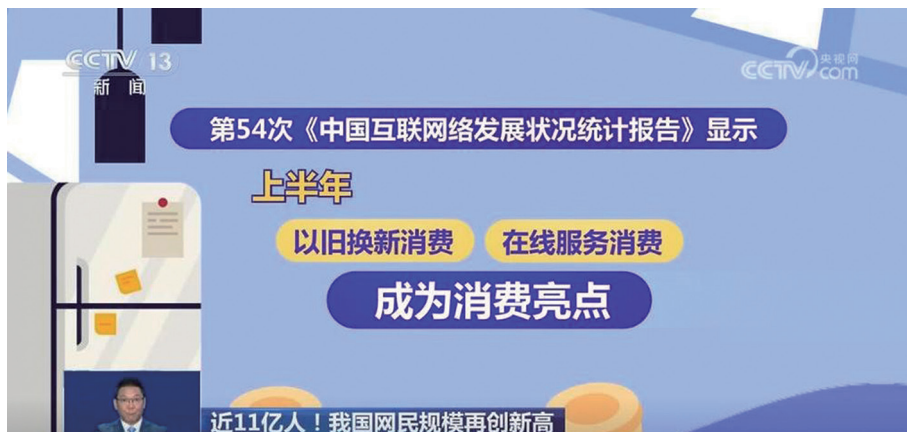 CCTV 13
新闻
央视网
CCTV.com
第54次《中国互联网络发展状况统计报告》显示
上半年
以旧换新消费 在线服务消费
成为消费亮点
近11亿人！我国网民规模再创新高